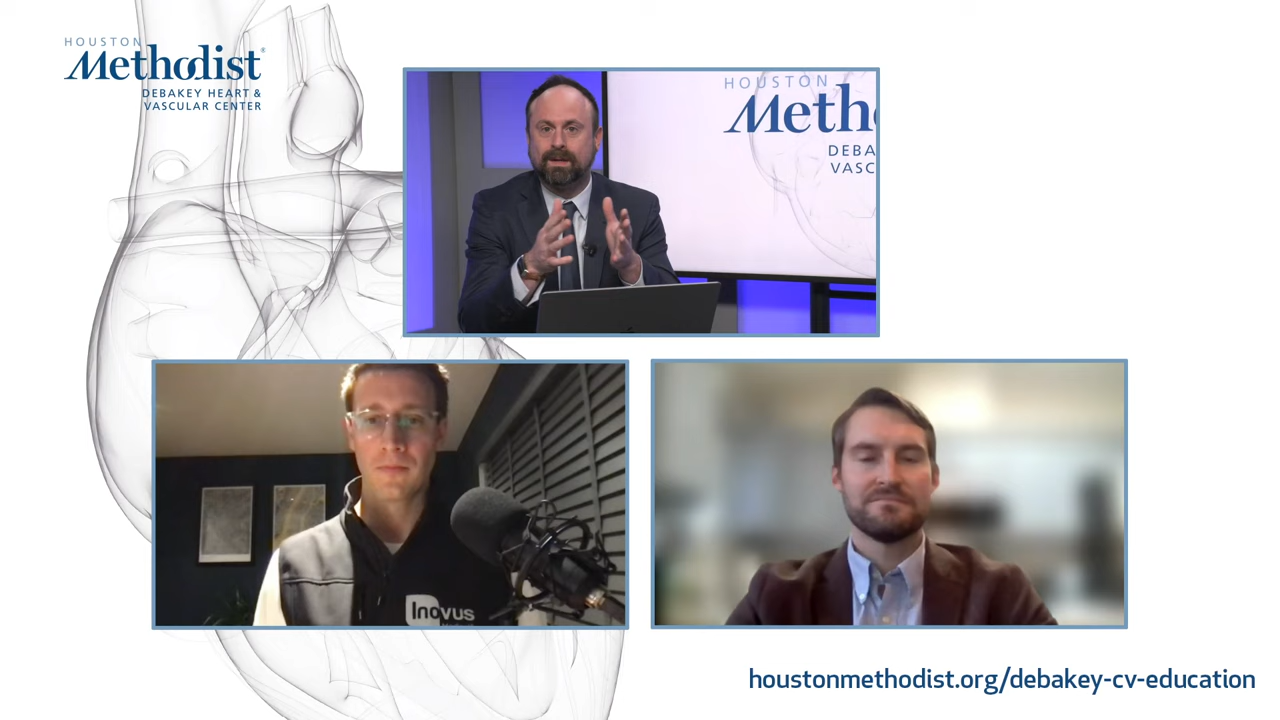 HOUSTON
Methodist®
DEBAKEY HEART &
VASCULAR CENTER
HOUSTON
Meth
DEBA
VASC
Inovus
houstonmethodist.org/debakey-cv-education